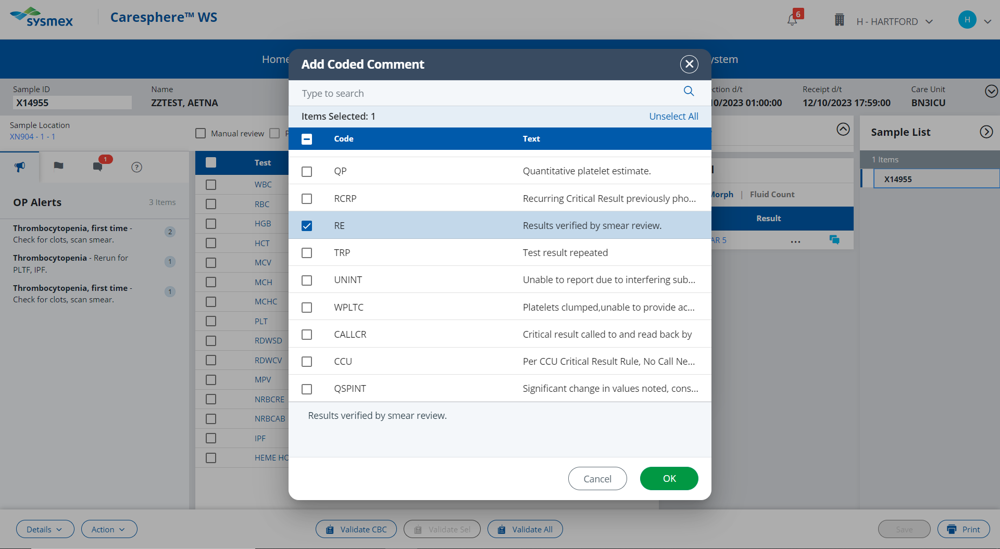 sysmex
Caresphere™ WS
6
H - HARTFORD
H
Home
ystem
Sample ID
X14955
Name
ZZTEST, AETNA
ction d/t
10/2023 01:00:00
Receipt d/t
12/10/2023 17:59:00
Care Unit
BN3ICU
Sample Location
XN904 - 1 - 1
Manual review
P
1
?
OP Alerts
3 Items
Thrombocytopenia, first time -
Check for clots, scan smear.
2
Thrombocytopenia - Rerun for
PLTF, IPF.
1
Thrombocytopenia, first time -
Check for clots, scan smear.
1
Test
WBC
RBC
HGB
HCT
MCV
MCH
MCHC
PLT
RDWSD
RDWCV
MPV
NRBCRE
NRBCAB
IPF
HEME HO
Add Coded Comment
Type to search
Items Selected: 1
Unselect All
Code Text
QP Quantitative platelet estimate.
RCRP Recurring Critical Result previously pho...
RE Results verified by smear review.
TRP Test result repeated
UNINT Unable to report due to interfering sub...
WPLTC Platelets clumped,unable to provide ac...
CALLCR Critical result called to and read back by
CCU Per CCU Critical Result Rule, No Call Ne...
QSPINT Significant change in values noted, cons...
Results verified by smear review.
Cancel
OK
Morph | Fluid Count
Result
AR 5
...
Sample List
1 Items
X14955
Details
Action
Validate CBC
Validate Sel
Validate All
Save
Print